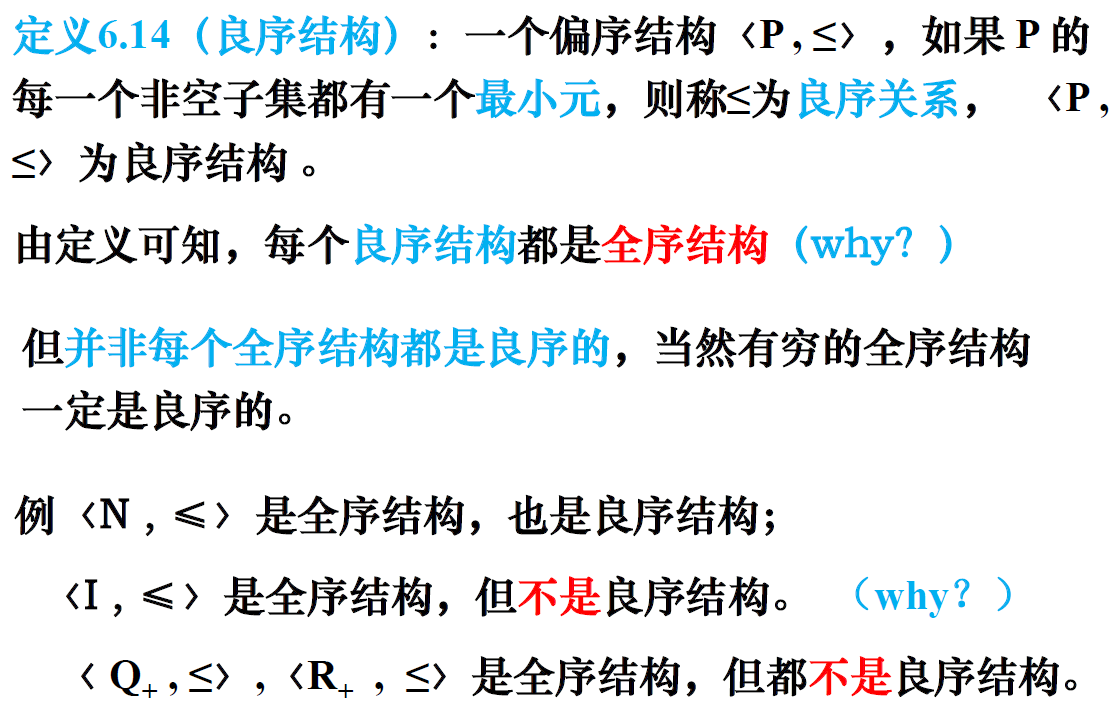 定义6.14（良序结构）：一个偏序结构〈P,≤〉，如果 P 的
每一个非空子集都有一个最小元，则称≤为良序关系， 〈P,
≤〉为良序结构 。
由定义可知，每个良序结构都是全序结构（why？）
但并非每个全序结构都是良序的，当然有穷的全序结构
一定是良序的。
例〈N , ⩽〉是全序结构，也是良序结构；
〈I , ⩽〉是全序结构，但不是良序结构。（why？）
〈 Q₊ , ≤〉,〈R₊ , ≤〉是全序结构，但都不是良序结构。